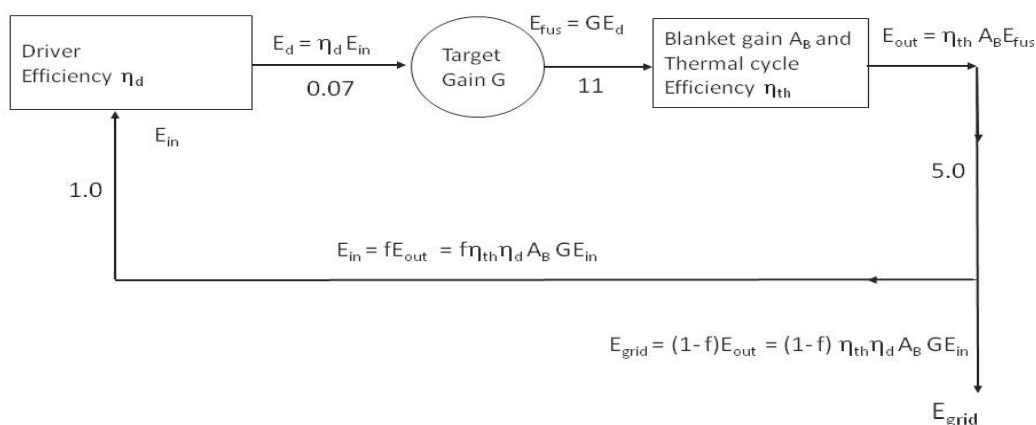 Driver
Efficiency η_d
E_d = η_d E_in
0.07
Target
Gain G
E_fus = GE_d
11
Blanket gain A_B and
Thermal cycle
Efficiency η_th
E_out = η_th A_B E_fus
E_in
1.0
5.0
E_in = fE_out = fη_th η_d A_B GE_in
E_grid = (1-f)E_out = (1-f) η_th η_d A_B GE_in
E_grid